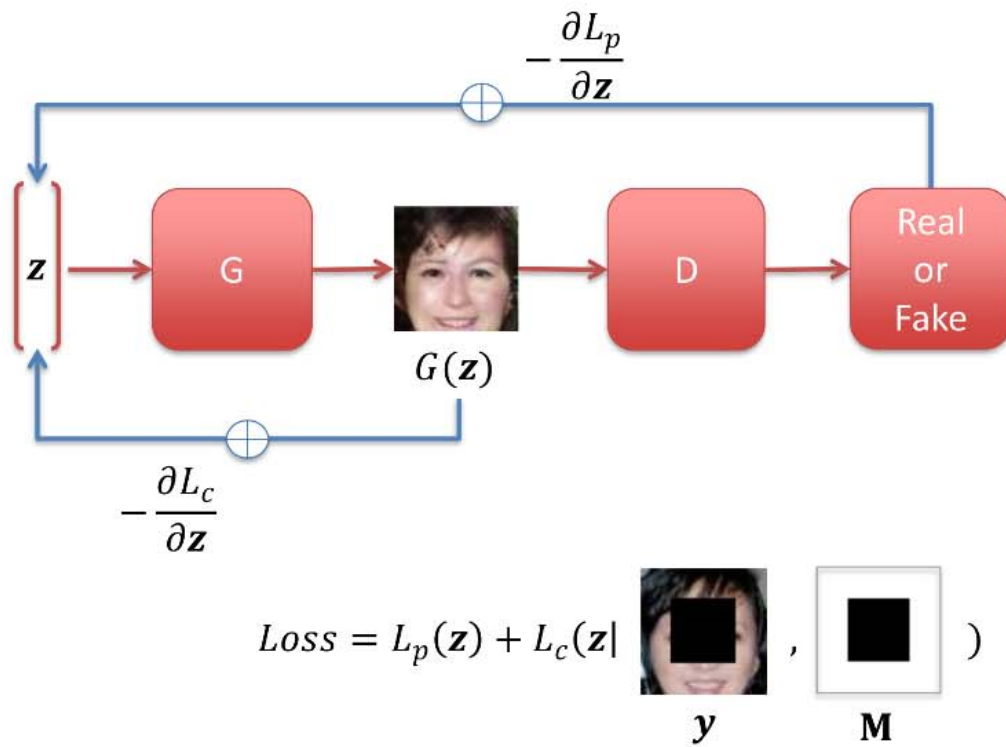 − ∂L_p / ∂z
z
G
G(z)
D
Real
or
Fake
− ∂L_c / ∂z
Loss = L_p(z) + L_c(z| , )
y
M